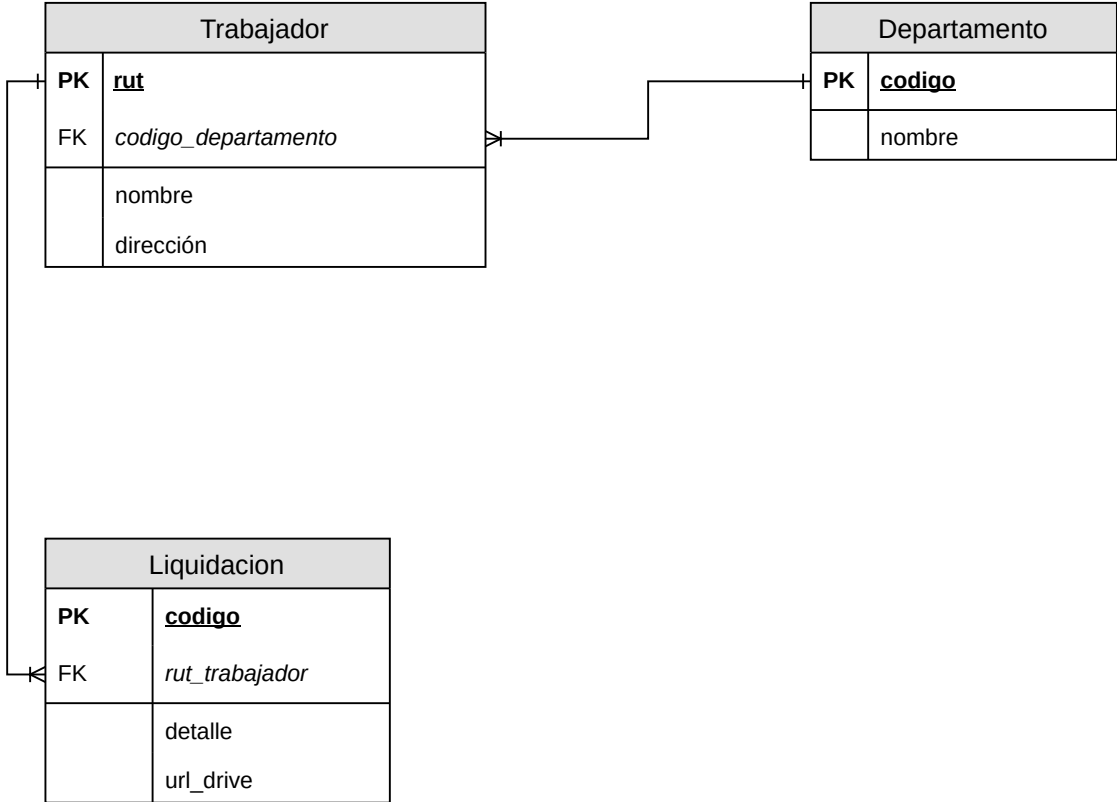 Trabajador
PK rut
FK codigo_departamento
nombre
dirección
Departamento
PK codigo
nombre
Liquidacion
PK codigo
FK rut_trabajador
detalle
url_drive